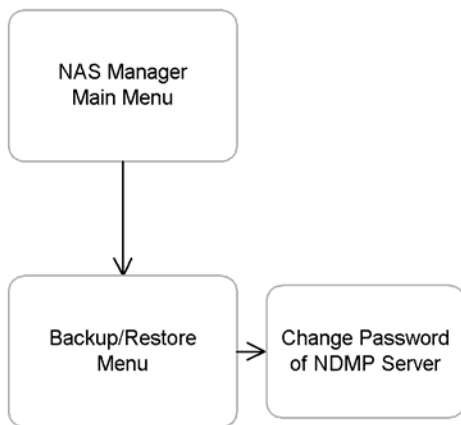 NAS Manager
Main Menu
Backup/Restore
Menu
Change Password
of NDMP Server